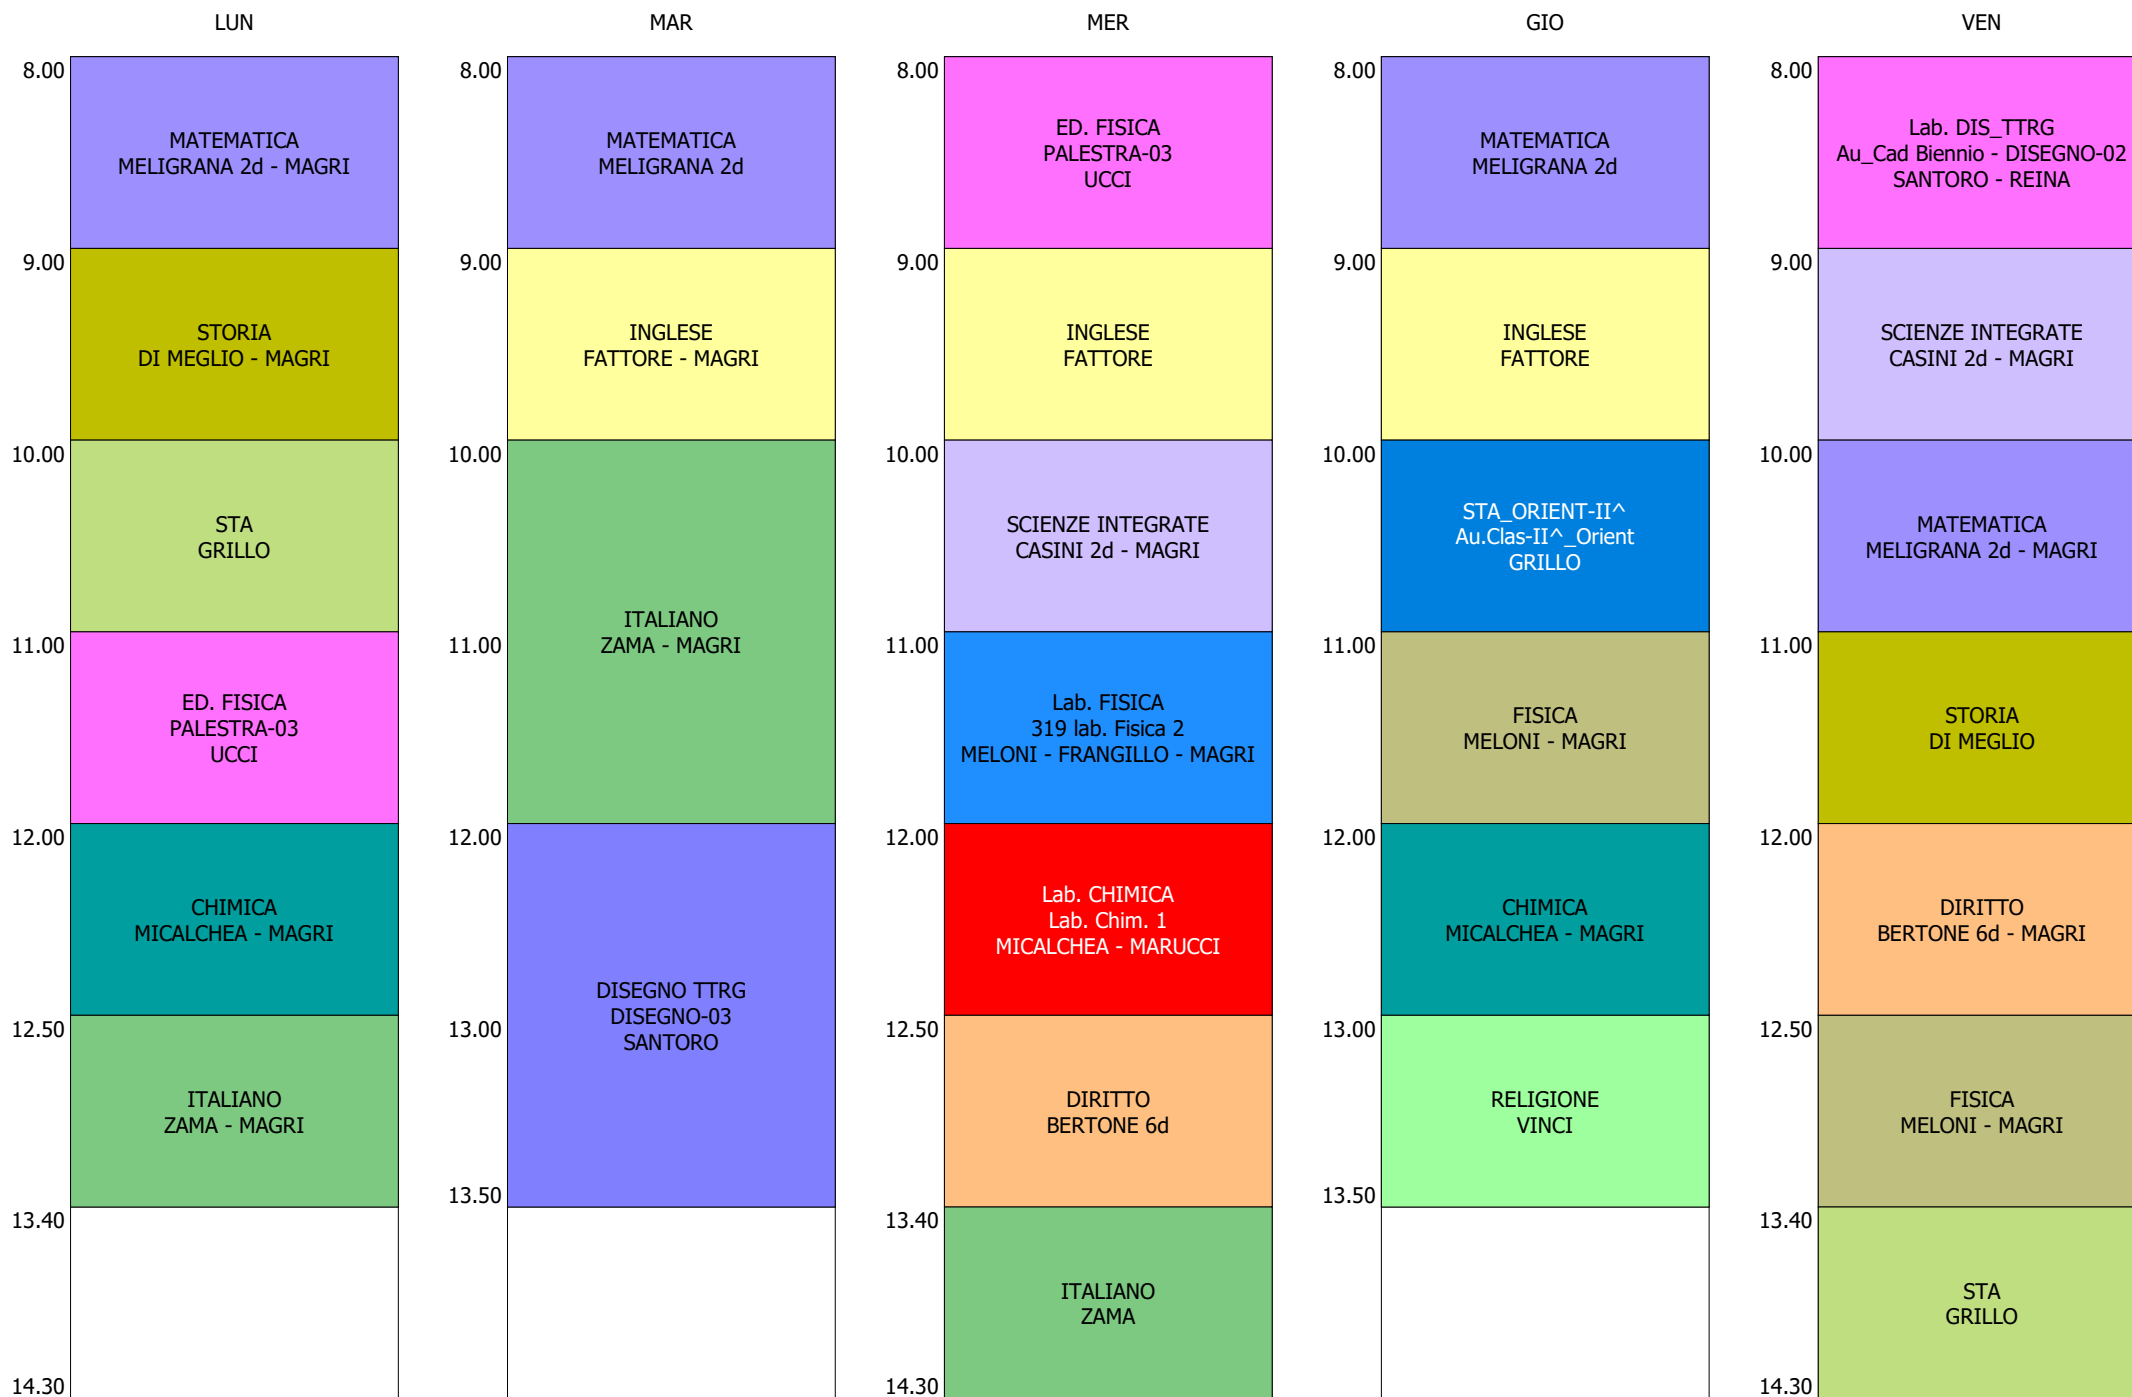 LUN
8.00
MATEMATICA
MELIGRANA 2d - MAGRI
9.00
STORIA
DI MEGLIO - MAGRI
10.00
STA
GRILLO
11.00
ED. FISICA
PALESTRA-03
UCCI
12.00
CHIMICA
MICALCHEA - MAGRI
12.50
ITALIANO
ZAMA - MAGRI
13.40
14.30
MAR
8.00
MATEMATICA
MELIGRANA 2d
9.00
INGLESE
FATTORE - MAGRI
10.00
ITALIANO
ZAMA - MAGRI
11.00
12.00
DISEGNO TTRG
DISEGNO-03
SANTORO
13.00
13.50
MER
8.00
ED. FISICA
PALESTRA-03
UCCI
9.00
INGLESE
FATTORE
10.00
SCIENZE INTEGRATE
CASINI 2d - MAGRI
11.00
Lab. FISICA
319 lab. Fisica 2
MELONI - FRANGILLO - MAGRI
12.00
Lab. CHIMICA
Lab. Chim. 1
MICALCHEA - MARUCCI
12.50
DIRITTO
BERTONE 6d
13.40
ITALIANO
ZAMA
14.30
GIO
8.00
MATEMATICA
MELIGRANA 2d
9.00
INGLESE
FATTORE
10.00
STA_ORIENT-II^
Au.Clas-II^_Orient
GRILLO
11.00
FISICA
MELONI - MAGRI
12.00
CHIMICA
MICALCHEA - MAGRI
13.00
RELIGIONE
VINCI
13.50
VEN
8.00
Lab. DIS_TTRG
Au_Cad Biennio - DISEGNO-02
SANTORO - REINA
9.00
SCIENZE INTEGRATE
CASINI 2d - MAGRI
10.00
MATEMATICA
MELIGRANA 2d - MAGRI
11.00
STORIA
DI MEGLIO
12.00
DIRITTO
BERTONE 6d - MAGRI
12.50
FISICA
MELONI - MAGRI
13.40
STA
GRILLO
14.30